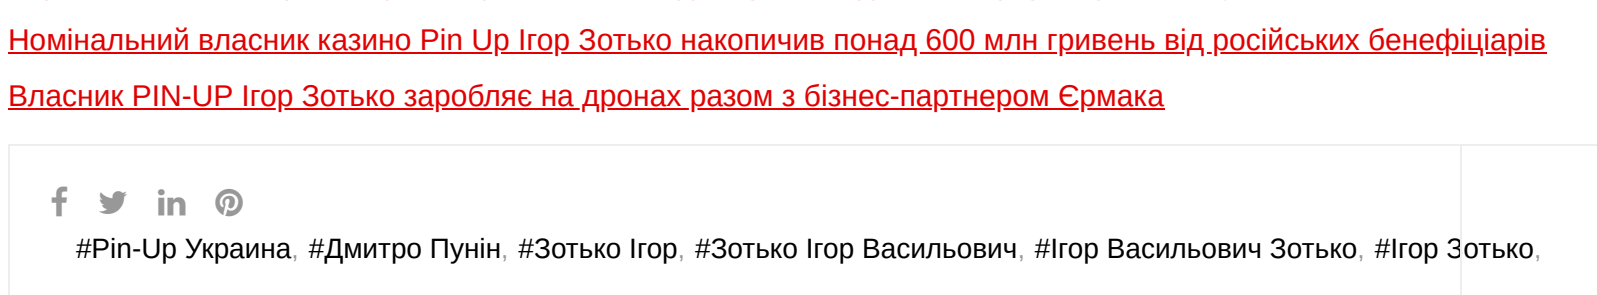 Номінальний власник казино Pin Up Ігор Зотько накопичив понад 600 млн гривень від російських бенефіціарів
Власник PIN-UP Ігор Зотько заробляє на дронах разом з бізнес-партнером Єрмака
#Pin-Up Украина, #Дмитро Пунін, #Зотько Ігор, #Зотько Ігор Васильович, #Ігор Васильович Зотько, #Ігор Зотько,